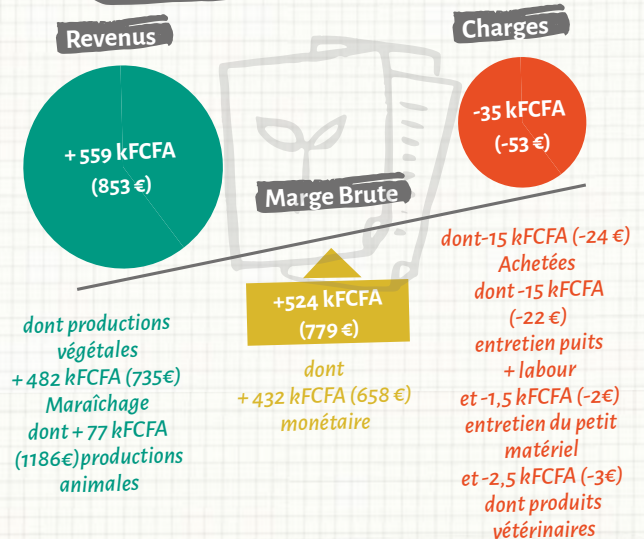 Revenus
+ 559 kFCFA
(853 €)
dont productions
végétales
+ 482 kFCFA (735€)
Maraîchage
dont + 77 kFCFA
(1186€)productions
animales
Marge Brute
+524 kFCFA
(779 €)
dont
+ 432 kFCFA (658 €)
monétaire
Charges
-35 kFCFA
(-53 €)
dont-15 kFCFA (-24 €)
Achetées
dont -15 kFCFA
(-22 €)
entretien puits
+ labour
et -1,5 kFCFA (-2€)
entretien du petit
matériel
et -2,5 kFCFA (-3€)
dont produits
vétérinaires